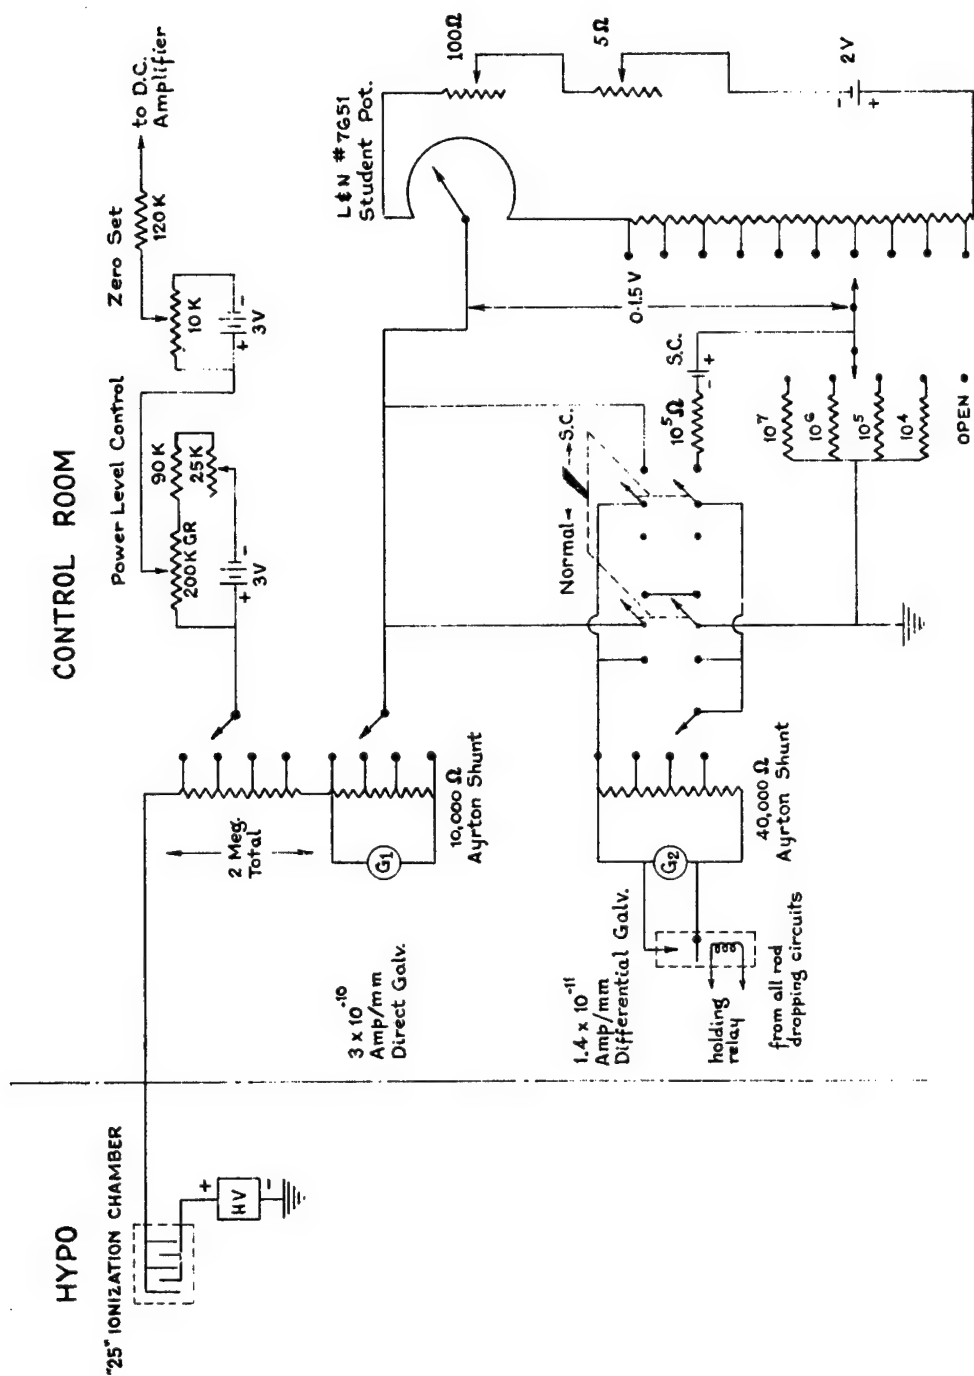 HYPO
"25" IONIZATION CHAMBER
HV
+
-
CONTROL ROOM
Power Level Control
Zero Set
to D.C.
Amplifier
120K
10K
+
-
3V
90K
25K
200K GR
+
-
3V
2 Meg.
Total
G1
10,000 Ω
Ayrton Shunt
3 x 10^-10
Amp/mm
Direct Galv.
L&N #7651
Student Pot.
100Ω
5Ω
2V
-
+
0-1.5V
Normal
S.C.
10^5 Ω
S.C.
-
+
10^7
10^6
10^5
10^4
OPEN
G2
40,000 Ω
Ayrton Shunt
1.4 x 10^-11
Amp/mm
Differential Galv.
holding
relay
from all rod
dropping circuits